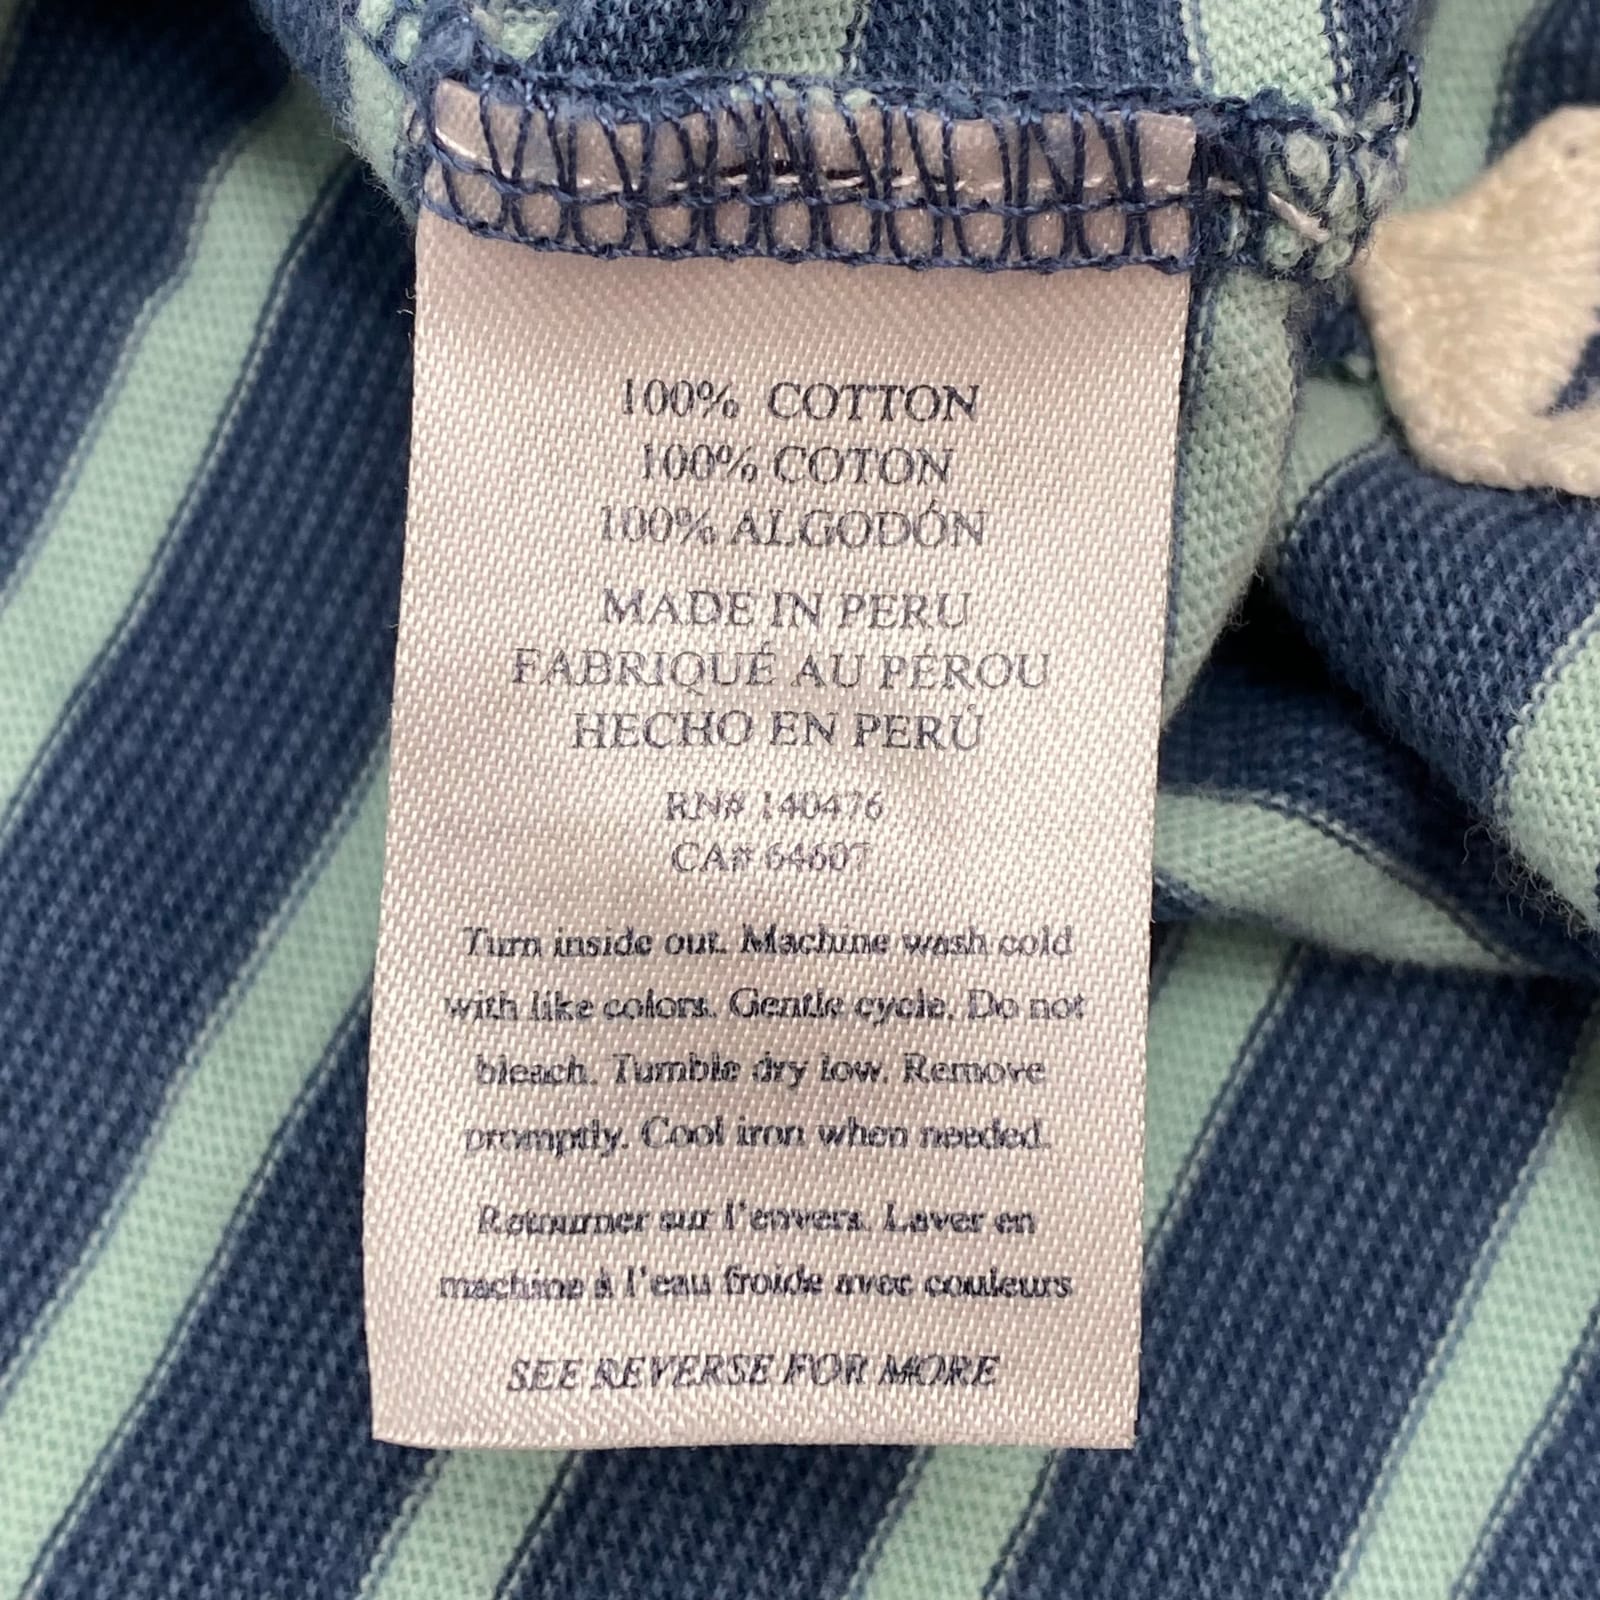 100% COTTON
100% COTON
100% ALGODÓN
MADE IN PERU
FABRIQUÉ AU PÉROU
HECHO EN PERÚ
RN# 140476
CA# 64607
Turn inside out. Machine wash cold
with like colors. Gentle cycle. Do not
bleach. Tumble dry low. Remove
promptly. Cool iron when needed.
Retourner sur l'envers. Laver en
machine à l'eau froide avec couleurs
SEE REVERSE FOR MORE